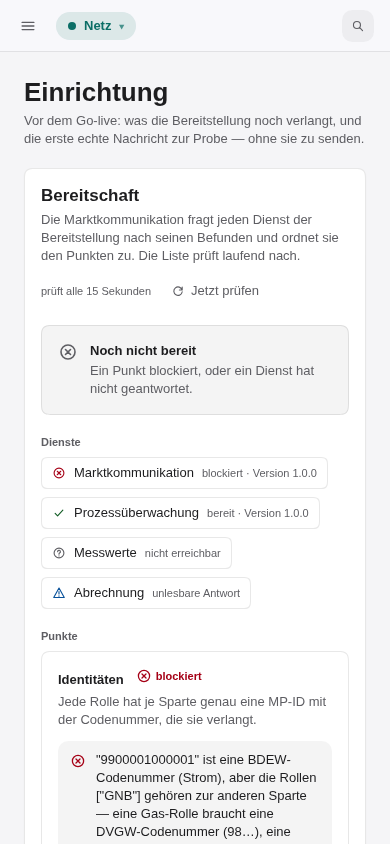 Netz
Einrichtung
Vor dem Go-live: was die Bereitstellung noch verlangt, und
die erste echte Nachricht zur Probe — ohne sie zu senden.
Bereitschaft
Die Marktkommunikation fragt jeden Dienst der
Bereitstellung nach seinen Befunden und ordnet sie
den Punkten zu. Die Liste prüft laufend nach.
prüft alle 15 Sekunden Jetzt prüfen
Noch nicht bereit
Ein Punkt blockiert, oder ein Dienst hat
nicht geantwortet.
Dienste
Marktkommunikation blockiert · Version 1.0.0
Prozessüberwachung bereit · Version 1.0.0
Messwerte nicht erreichbar
Abrechnung unlesbare Antwort
Punkte
Identitäten blockiert
Jede Rolle hat je Sparte genau eine MP-ID mit
der Codenummer, die sie verlangt.
"9900001000001" ist eine BDEW-
Codenummer (Strom), aber die Rollen
["GNB"] gehören zur anderen Sparte
— eine Gas-Rolle braucht eine
DVGW-Codenummer (98…), eine